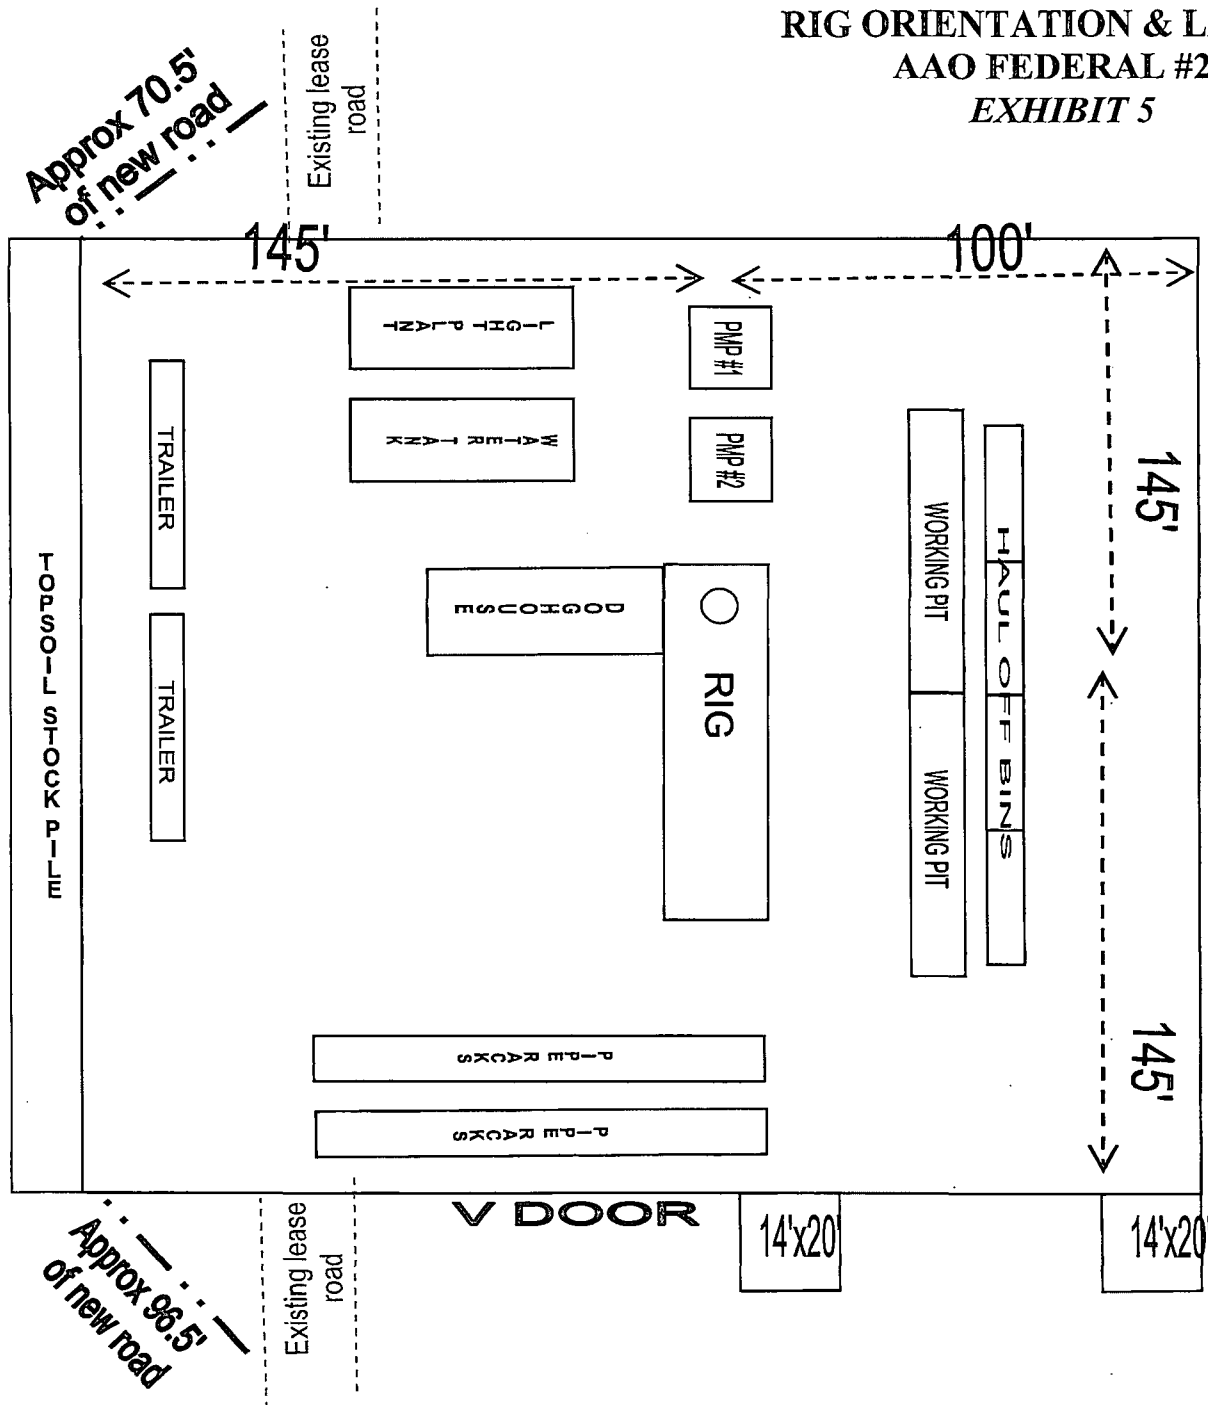 RIG ORIENTATION & L
AAO FEDERAL #2
EXHIBIT 5
Approx 70.5'
of new road
Existing lease
road
145'
100'
LIGHT PLANT
PMP #1
WATER TANK
PMP #2
TRAILER
TRAILER
TOPSOIL STOCK PILE
DOGHOUSE
RIG
WORKING PIT
WORKING PIT
HAUL OFF BINS
145'
145'
PIPE RACKS
PIPE RACKS
V DOOR
14'x20'
14'x20
Existing lease
road
Approx 96.5'
of new road